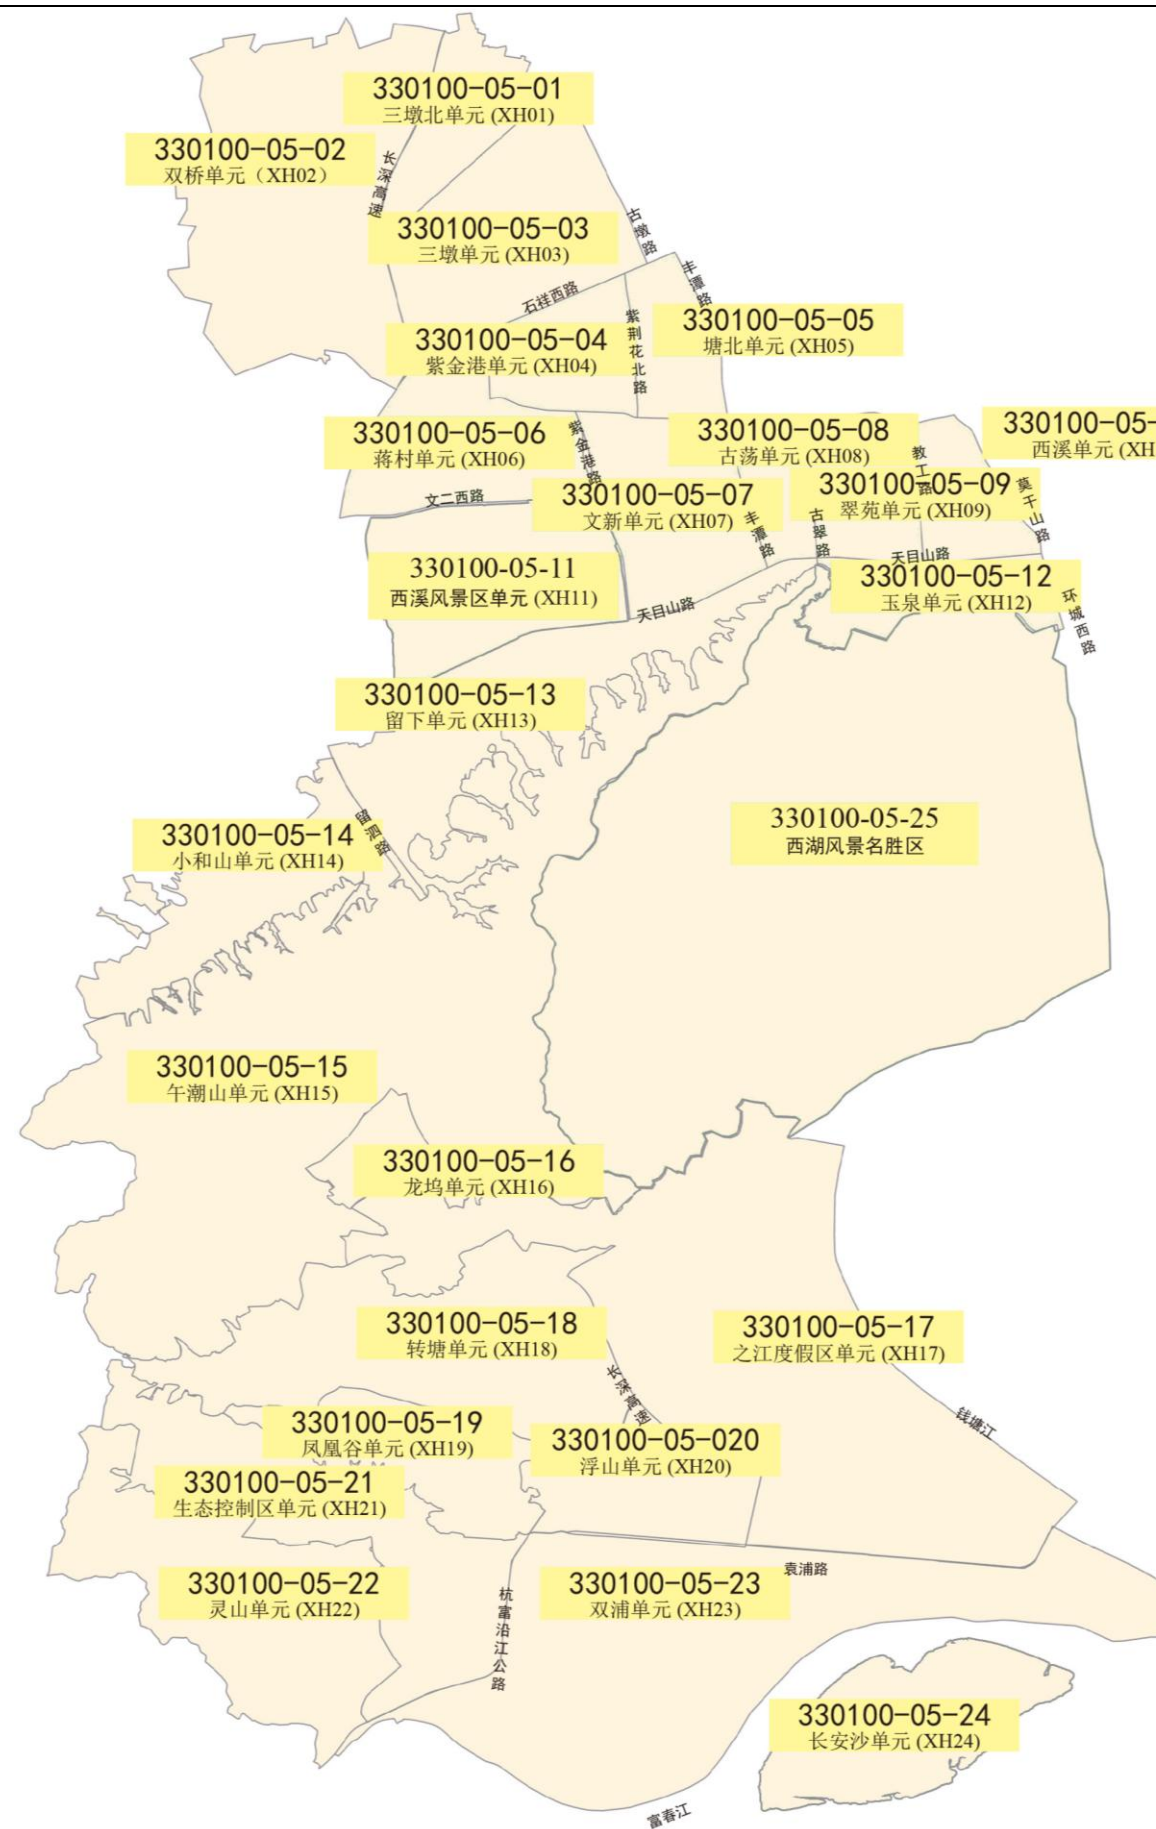 330100-05-01
三墩北单元 (XH01)
330100-05-02
双桥单元（XH02）
长深高速
330100-05-03
三墩单元 (XH03)
古墩路
丰潭路
石祥西路
紫荆花北路
330100-05-05
塘北单元 (XH05)
330100-05-04
紫金港单元 (XH04)
330100-05-06
蒋村单元 (XH06)
紫金港路
330100-05-08
古荡单元 (XH08)
教工路
330100-05-
西溪单元 (XH
文二西路
330100-05-07
文新单元 (XH07)
丰潭路
古翠路
330100-05-09
翠苑单元 (XH09)
莫干山路
天目山路
330100-05-11
西溪风景区单元 (XH11)
天目山路
330100-05-12
玉泉单元 (XH12)
环城西路
330100-05-13
留下单元 (XH13)
留泗路
330100-05-14
小和山单元 (XH14)
330100-05-25
西湖风景名胜区
330100-05-15
午潮山单元 (XH15)
330100-05-16
龙坞单元 (XH16)
330100-05-18
转塘单元 (XH18)
330100-05-17
之江度假区单元 (XH17)
长深高速
钱塘江
330100-05-19
凤凰谷单元 (XH19)
330100-05-020
浮山单元 (XH20)
330100-05-21
生态控制区单元 (XH21)
袁浦路
330100-05-22
灵山单元 (XH22)
杭富沿江公路
330100-05-23
双浦单元 (XH23)
330100-05-24
长安沙单元 (XH24)
富春江